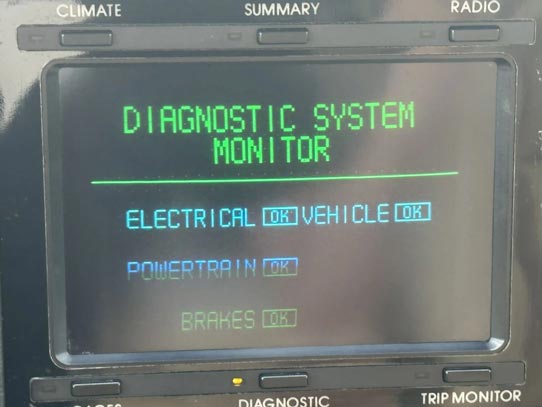 CLIMATE SUMMARY RADIO
DIAGNOSTIC SYSTEM
MONITOR
ELECTRICAL OK VEHICLE OK
POWERTRAIN OK
BRAKES OK
DIAGNOSTIC TRIP MONITOR